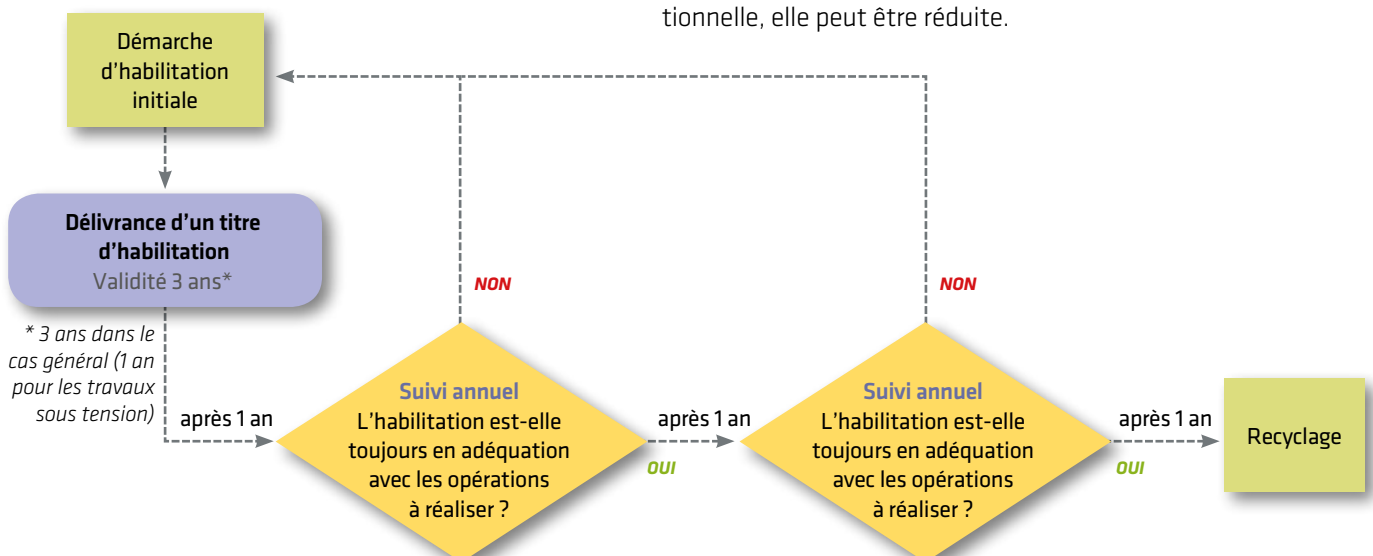 tionnelle, elle peut être réduite.
Démarche
d'habilitation
initiale
Délivrance d'un titre
d'habilitation
Validité 3 ans*
* 3 ans dans le
cas général (1 an
pour les travaux
sous tension)
après 1 an
NON
Suivi annuel
L'habilitation est-elle
toujours en adéquation
avec les opérations
à réaliser ?
après 1 an
OUI
NON
Suivi annuel
L'habilitation est-elle
toujours en adéquation
avec les opérations
à réaliser ?
après 1 an
OUI
Recyclage